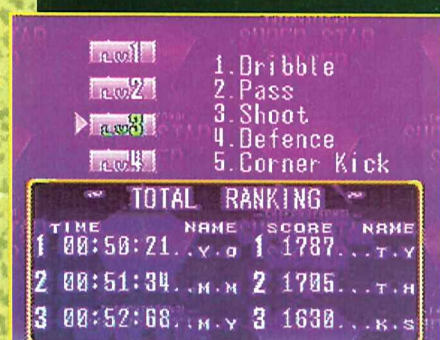 LV1
LV2
LV3
LV4
1.Dribble
2.Pass
3.Shoot
4.Defence
5.Corner Kick
~ TOTAL RANKING ~
TIME NAME SCORE NAME
1 00:50:21..Y.O 1 1787...T.Y
2 00:51:34..M.M 2 1705...T.H
3 00:52:68..M.Y 3 1630...K.S